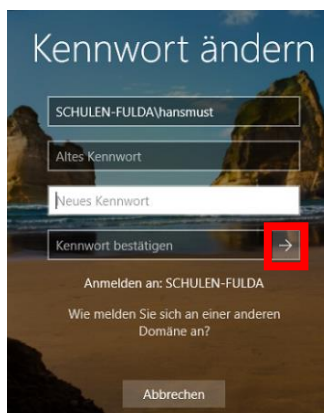 Kennwort ändern
SCHULEN-FULDA\hansmust
Altes Kennwort
Neues Kennwort
Kennwort bestätigen
Anmelden an: SCHULEN-FULDA
Wie melden Sie sich an einer anderen
Domäne an?
Abbrechen